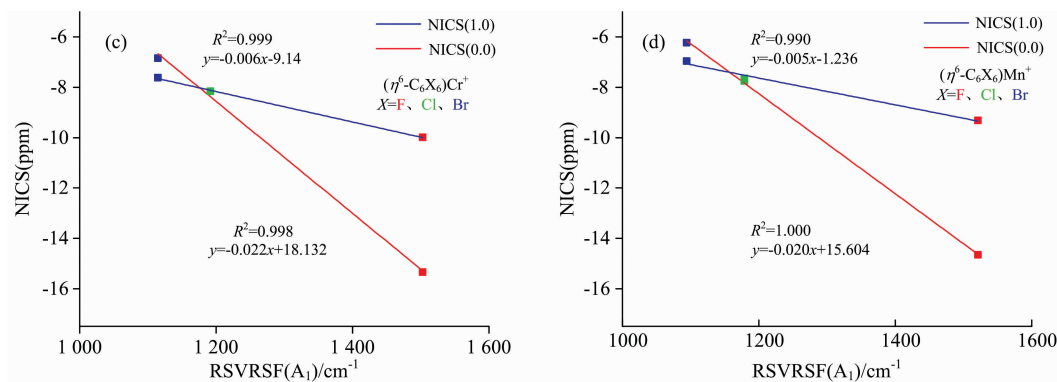 (c)
R²=0.999
y=-0.006x-9.14
NICS(1.0)
NICS(0.0)
(η⁶-C₆X₆)Cr⁺
X=F、Cl、Br
R²=0.998
y=-0.022x+18.132
NICS(ppm)
-6
-8
-10
-12
-14
-16
1 000
1 200
1 400
1 600
RSVRSF(A₁)/cm⁻¹
(d)
R²=0.990
y=-0.005x-1.236
NICS(1.0)
NICS(0.0)
(η⁶-C₆X₆)Mn⁺
X=F、Cl、Br
R²=1.000
y=-0.020x+15.604
NICS(ppm)
-6
-8
-10
-12
-14
-16
1000
1200
1400
1600
RSVRSF(A₁)/cm⁻¹